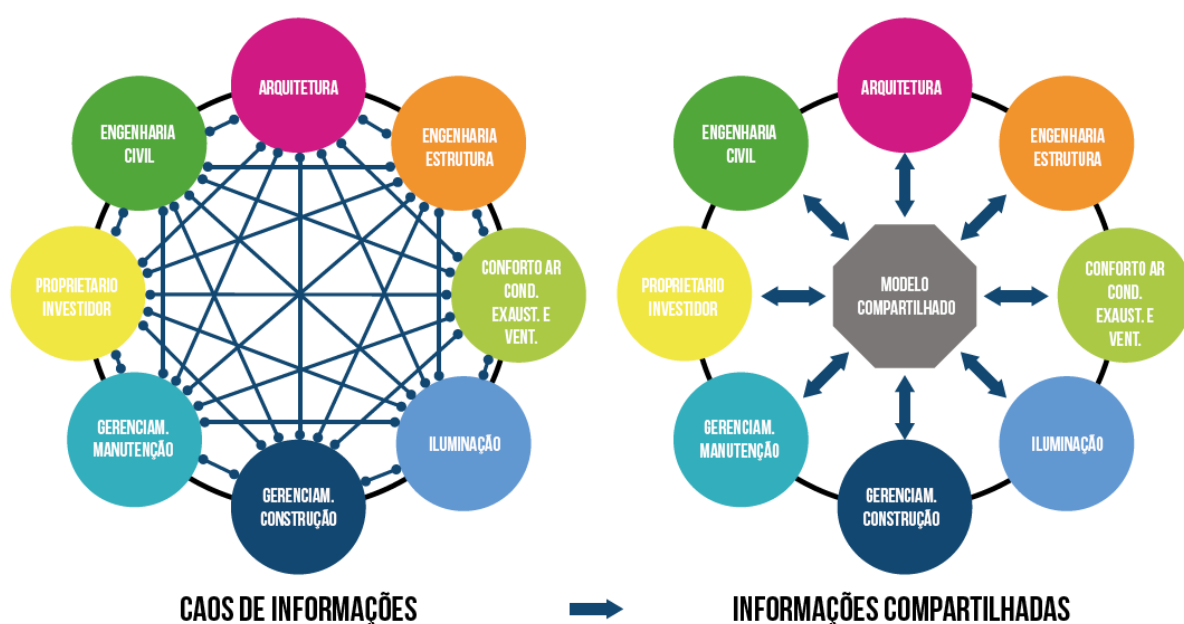 ARQUITETURA
ENGENHARIA
CIVIL
ENGENHARIA
ESTRUTURA
PROPRIETARIO
INVESTIDOR
CONFORTO AR
COND.
EXAUST. E
VENT.
GERENCIAM.
MANUTENÇÃO
ILUMINAÇÃO
GERENCIAM.
CONSTRUÇÃO
CAOS DE INFORMAÇÕES
ARQUITETURA
ENGENHARIA
CIVIL
ENGENHARIA
ESTRUTURA
PROPRIETARIO
INVESTIDOR
MODELO
COMPARTILHADO
CONFORTO AR
COND.
EXAUST. E
VENT.
GERENCIAM.
MANUTENÇÃO
ILUMINAÇÃO
GERENCIAM.
CONSTRUÇÃO
INFORMAÇÕES COMPARTILHADAS